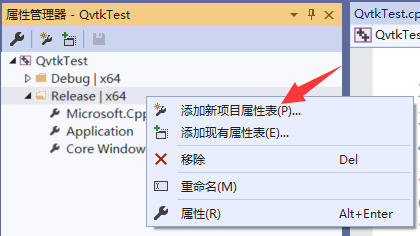 属性管理器 - QvtkTest
QvtkTest.cp
QvtkTest
QvtkTest
Debug | x64
Release | x64
Microsoft.Cpp
Application
Core Window
添加新项目属性表(P)...
添加现有属性表(E)...
移除 Del
重命名(M)
属性(R) Alt+Enter